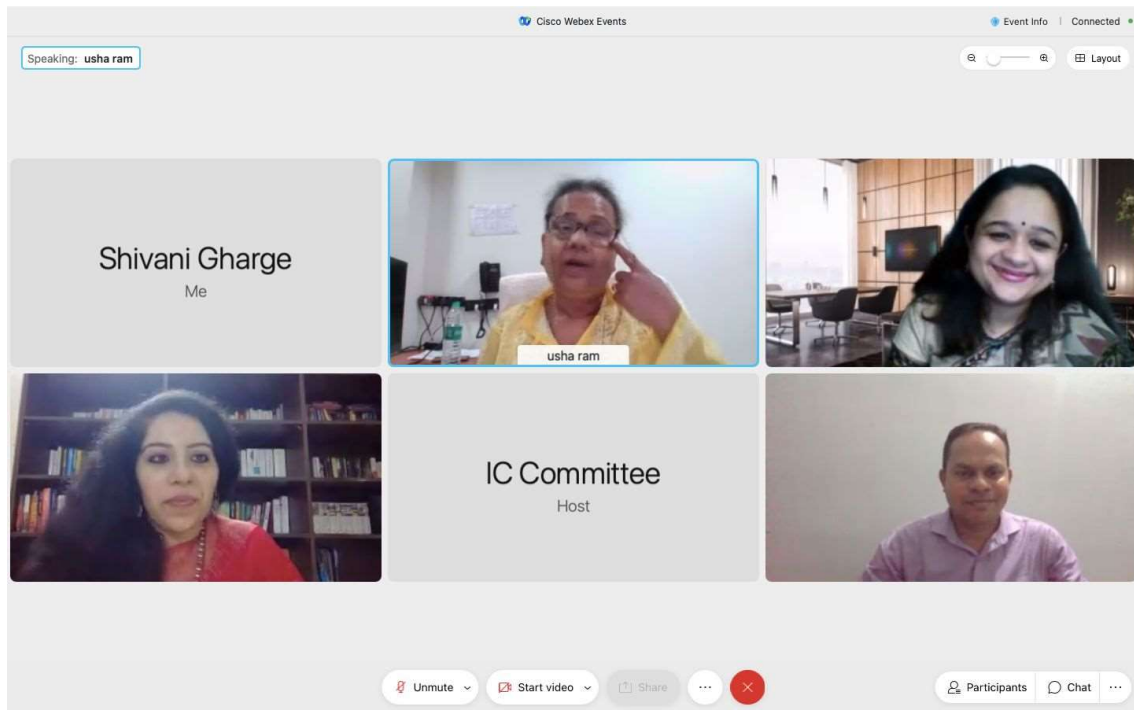 Cisco Webex Events
Event Info
Connected
Speaking: usha ram
Layout
Shivani Gharge
Me
usha ram
IC Committee
Host
Unmute
Start video
Share
Participants
Chat